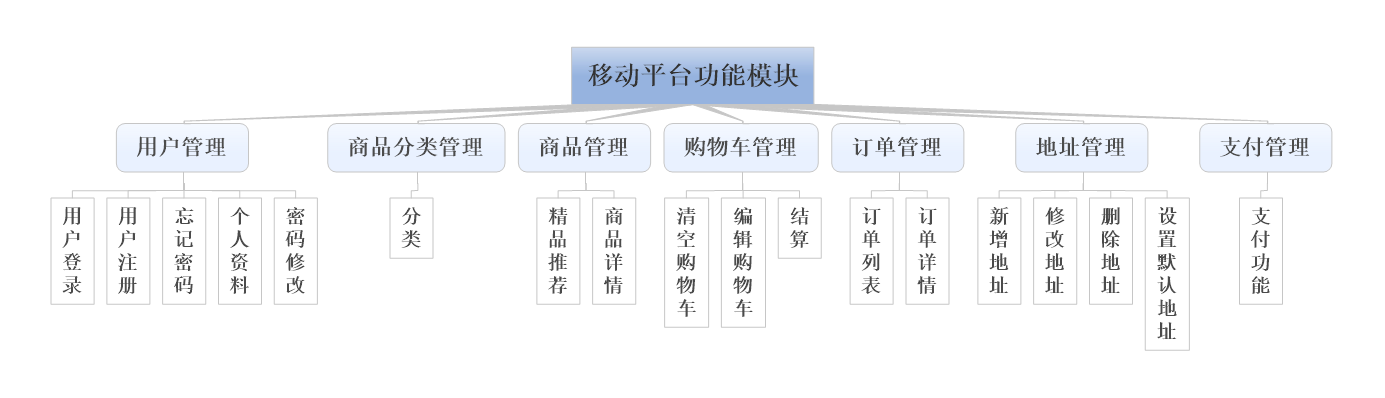 移动平台功能模块
用户管理
商品分类管理
商品管理
购物车管理
订单管理
地址管理
支付管理
用户登录
用户注册
忘记密码
个人资料
密码修改
分类
精品推荐
商品详情
清空购物车
编辑购物车
结算
订单列表
订单详情
新增地址
修改地址
删除地址
设置默认地址
支付功能